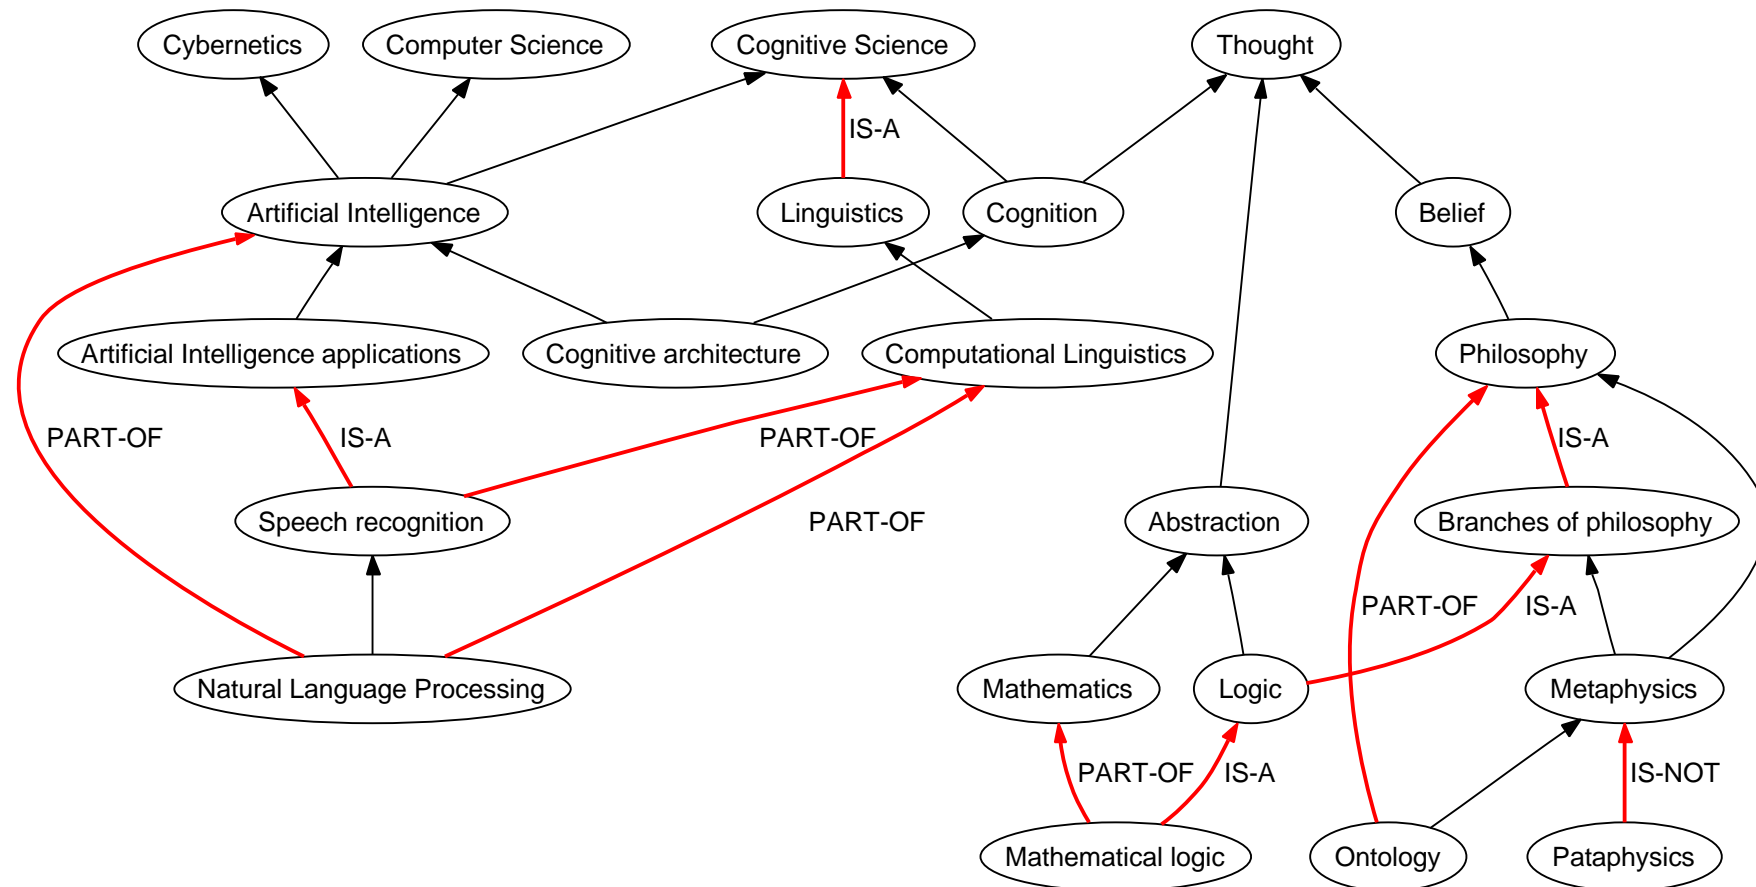 Cybernetics
Computer Science
Cognitive Science
Thought
IS-A
Artificial Intelligence
Linguistics
Cognition
Belief
Artificial Intelligence applications
Cognitive architecture
Computational Linguistics
Philosophy
PART-OF
IS-A
PART-OF
IS-A
Speech recognition
PART-OF
Abstraction
Branches of philosophy
PART-OF
IS-A
Natural Language Processing
Mathematics
Logic
Metaphysics
PART-OF
IS-A
IS-NOT
Mathematical logic
Ontology
Pataphysics